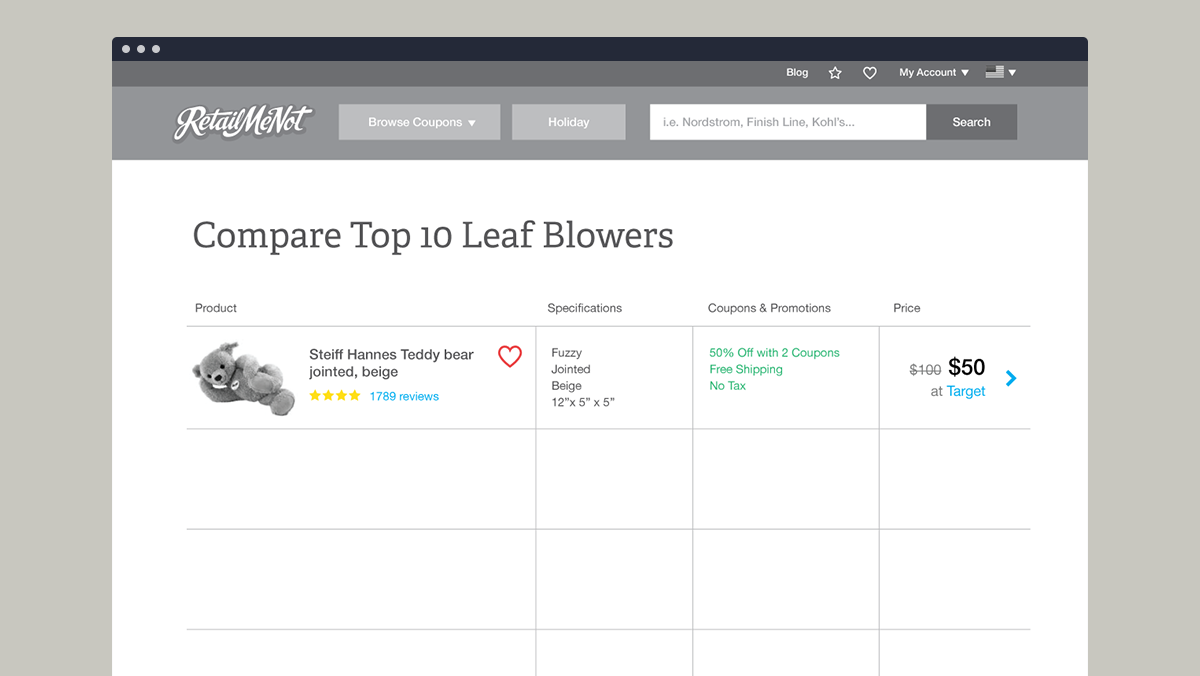 Blog
My Account
RetailMeNot
Browse Coupons
Holiday
i.e. Nordstrom, Finish Line, Kohl's...
Search
Compare Top 10 Leaf Blowers
Product
Specifications
Coupons & Promotions
Price
Steiff Hannes Teddy bear
jointed, beige
1789 reviews
Fuzzy
Jointed
Beige
12”x 5” x 5”
50% Off with 2 Coupons
Free Shipping
No Tax
$100 $50
at Target